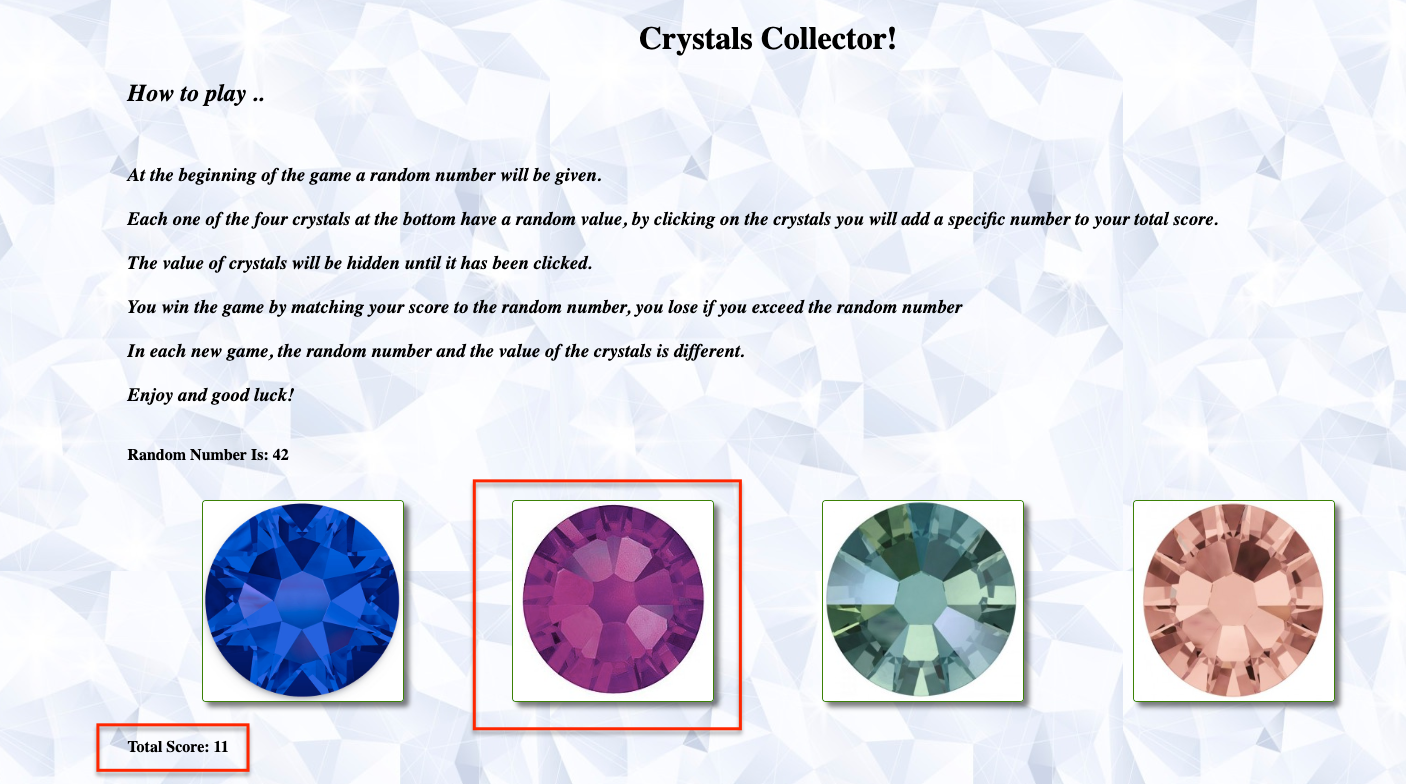 Crystals Collector!
How to play ..
At the beginning of the game a random number will be given.
Each one of the four crystals at the bottom have a random value, by clicking on the crystals you will add a specific number to your total score.
The value of crystals will be hidden until it has been clicked.
You win the game by matching your score to the random number, you lose if you exceed the random number
In each new game, the random number and the value of the crystals is different.
Enjoy and good luck!
Random Number Is: 42
Total Score: 11